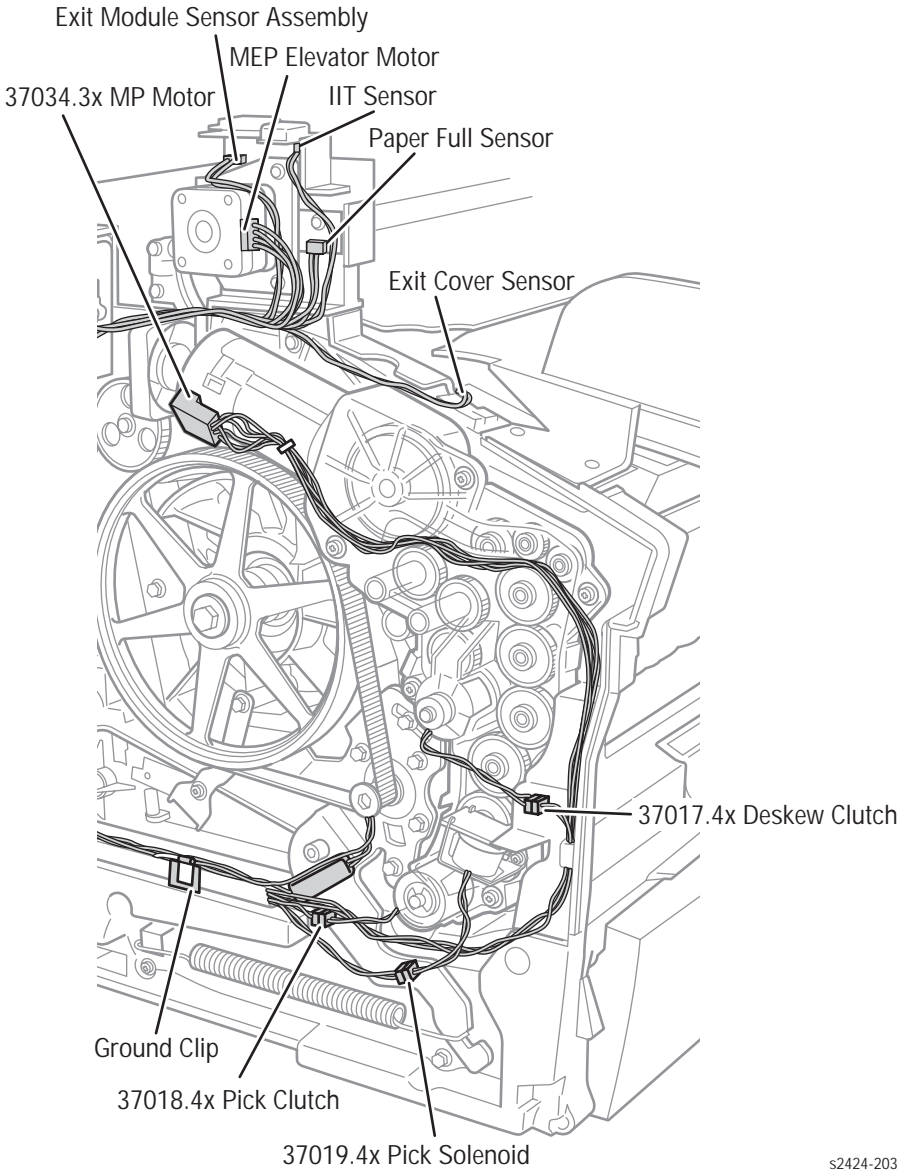 Exit Module Sensor Assembly
MEP Elevator Motor
37034.3x MP Motor
IIT Sensor
Paper Full Sensor
Exit Cover Sensor
37017.4x Deskew Clutch
Ground Clip
37018.4x Pick Clutch
37019.4x Pick Solenoid
s2424-203